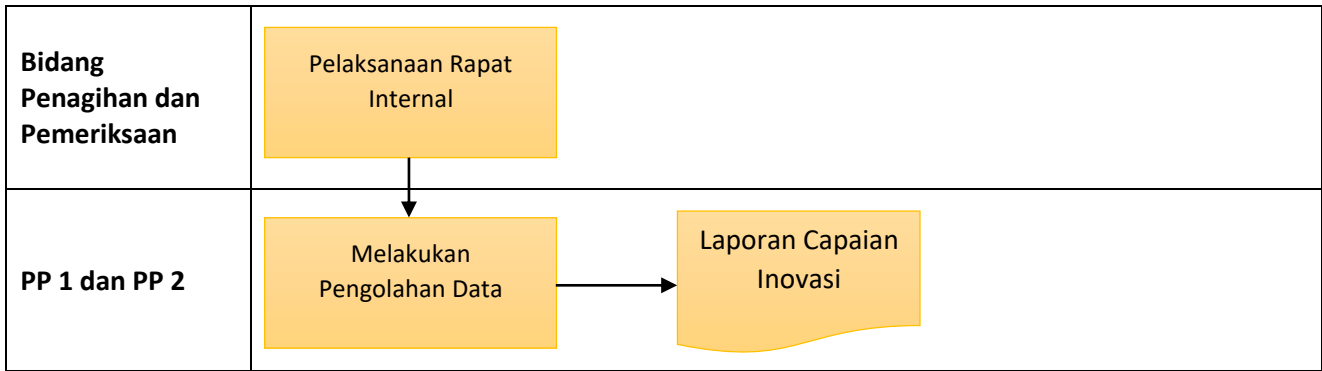 Bidang
Penagihan dan
Pemeriksaan
Pelaksanaan Rapat
Internal
PP 1 dan PP 2
Melakukan
Pengolahan Data
Laporan Capaian
Inovasi